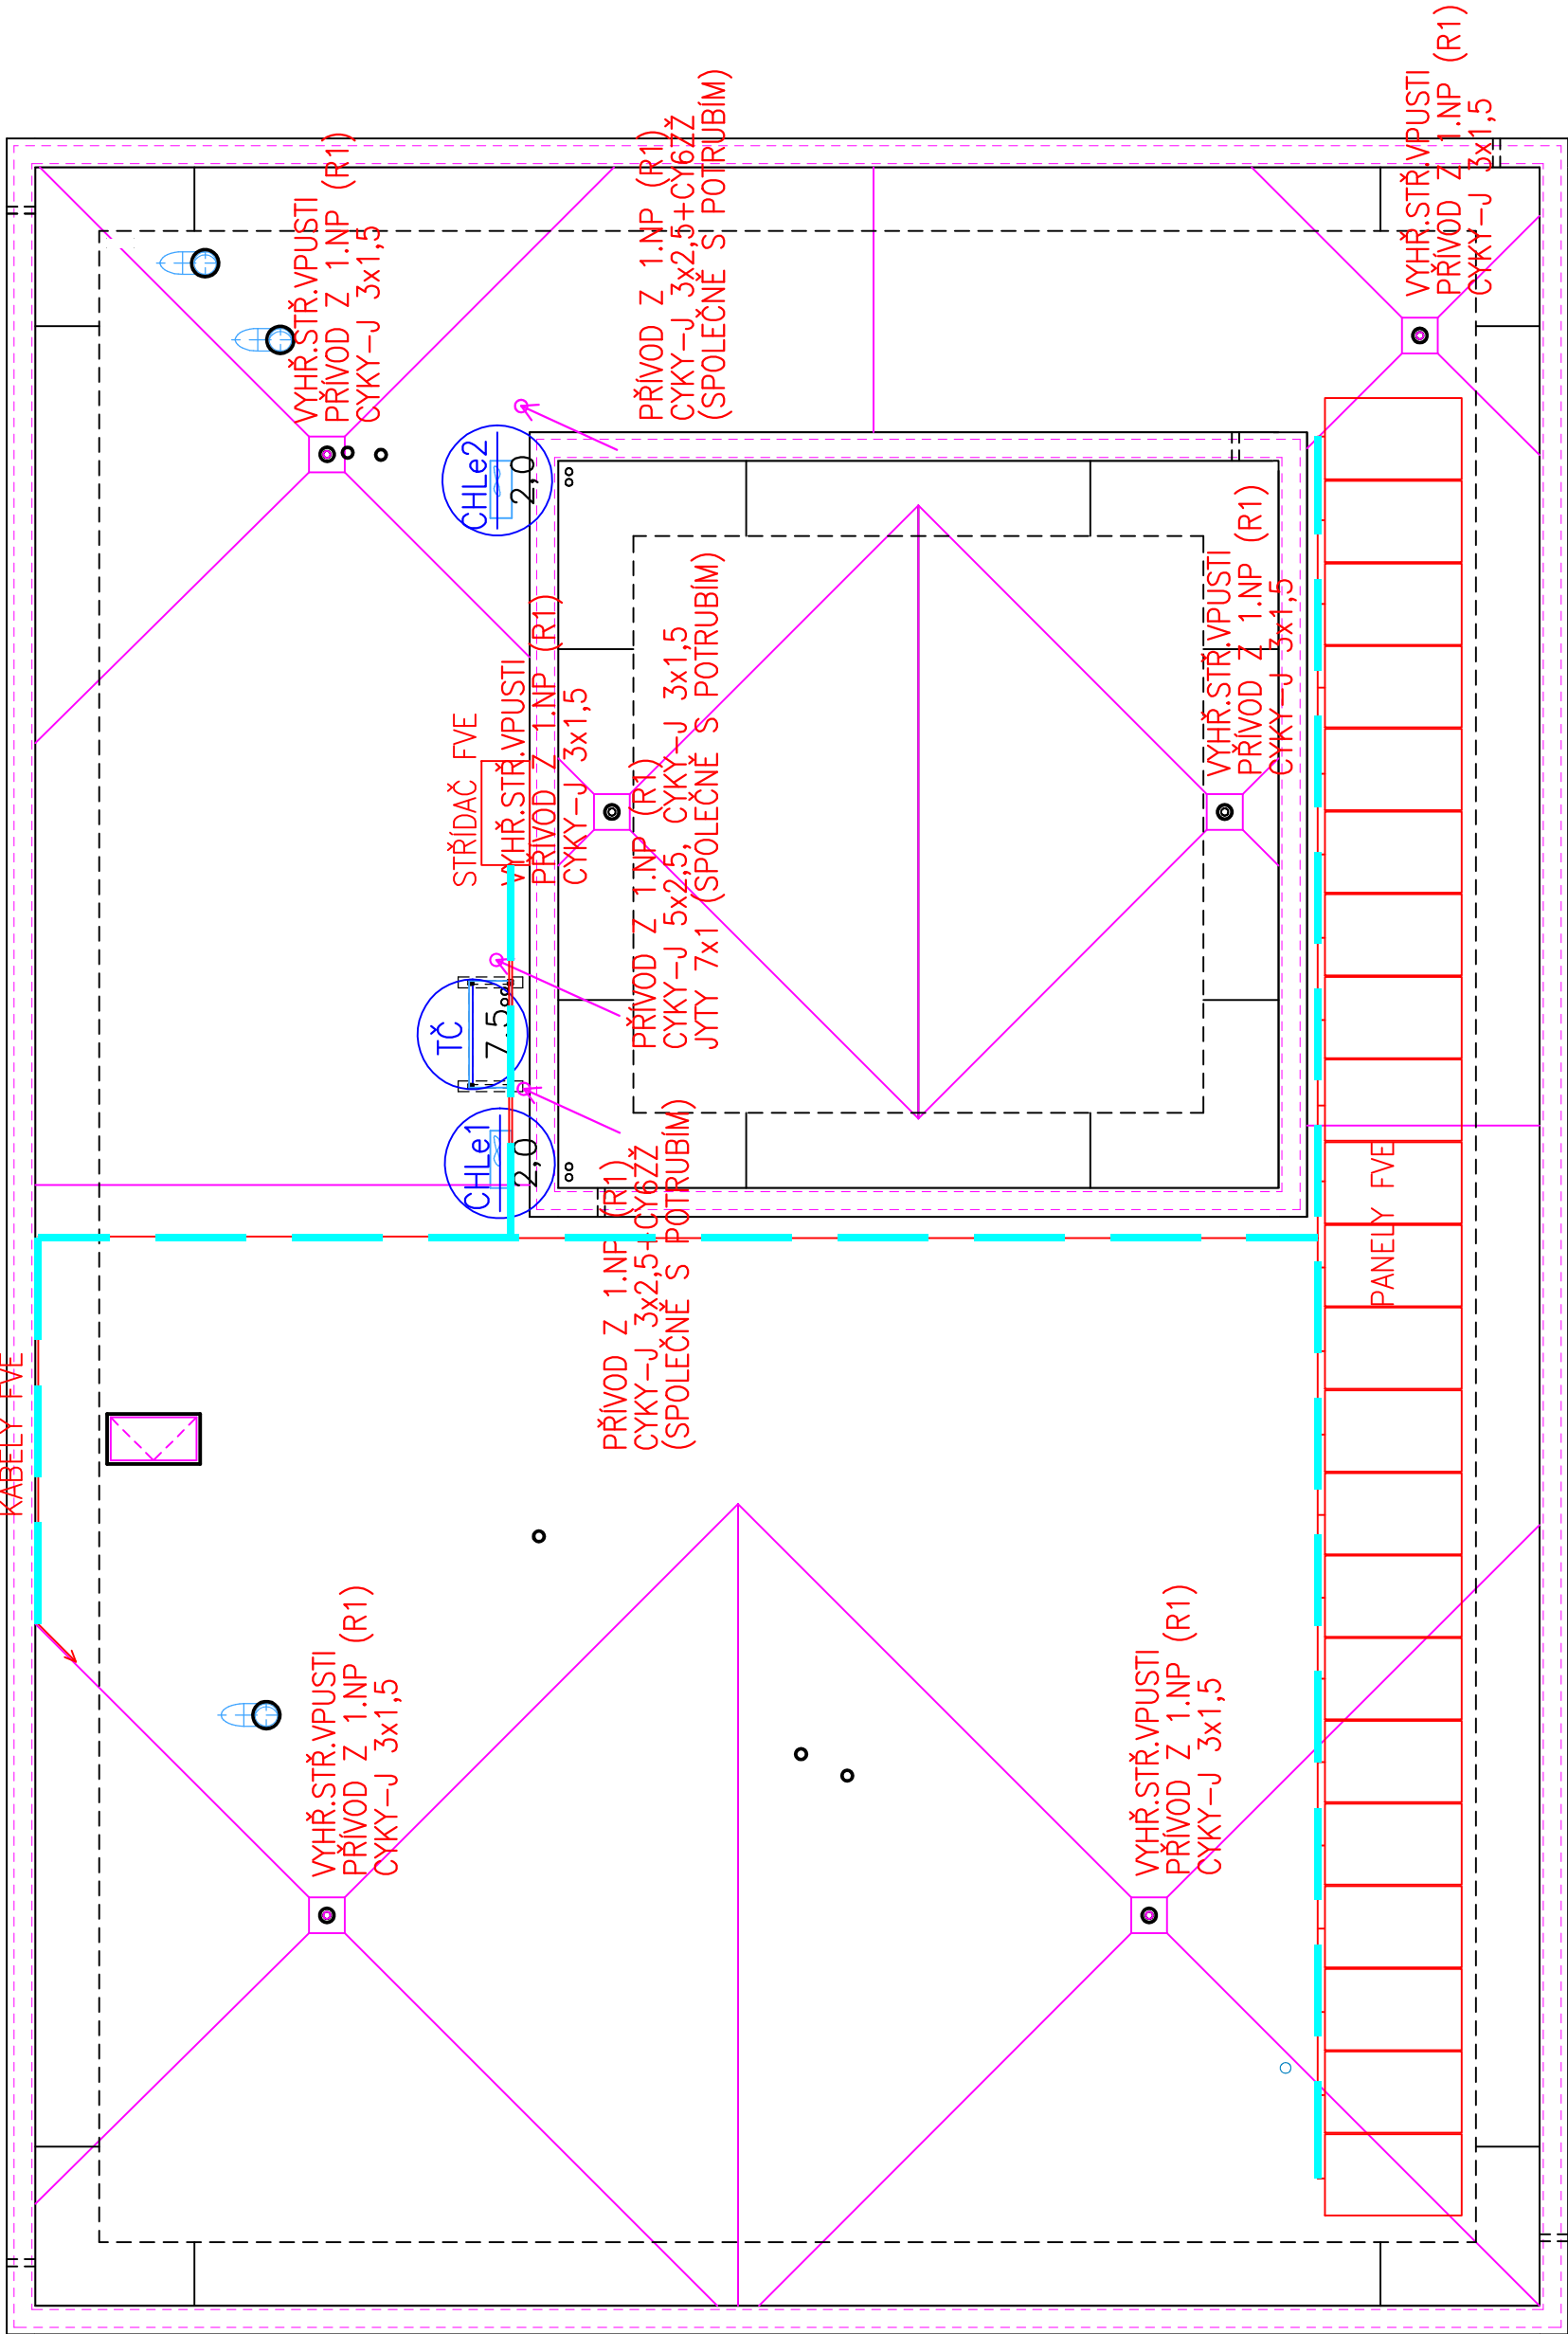 VYHŘ.STŘ.VPUSTI
PŘÍVOD Z 1.NP (R1)
CYKY-J 3x1,5
PŘÍVOD Z 1.NP (R1)
CYKY-J 3x2,5+CY6ZŽ
(SPOLEČNĚ S POTRUBÍM)
VYHŘ.STŘ.VPUSTI
PŘÍVOD Z 1.NP (R1)
CYKY-J 3x1,5
CHLe2
2,0
STŘÍDAČ FVE
VYHŘ.STŘ.VPUSTI
PŘÍVOD Z 1.NP (R1)
CYKY-J 3x1,5
PŘÍVOD Z 1.NP (R1)
CYKY-J 5x2,5, CYKY-J 3x1,5
JYTY 7x1 (SPOLEČNĚ S POTRUBÍM)
VYHŘ.STŘ.VPUSTI
PŘÍVOD Z 1.NP (R1)
CYKY-J 3x1,5
TČ
7,5
CHLe1
2,0
PŘÍVOD Z 1.NP (R1)
CYKY-J 3x2,5+CY6ZŽ
(SPOLEČNĚ S POTRUBÍM)
PANELY FVE
KABELY FVE
VYHŘ.STŘ.VPUSTI
PŘÍVOD Z 1.NP (R1)
CYKY-J 3x1,5
VYHŘ.STŘ.VPUSTI
PŘÍVOD Z 1.NP (R1)
CYKY-J 3x1,5